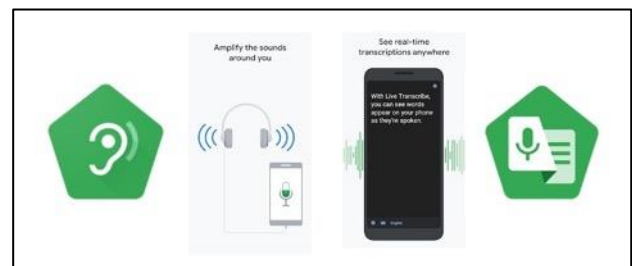 Amplify the sounds
around you
See real-time
transcriptions anywhere
With Live Transcribe,
you can see words
appear on your phone
as they're spoken.
English